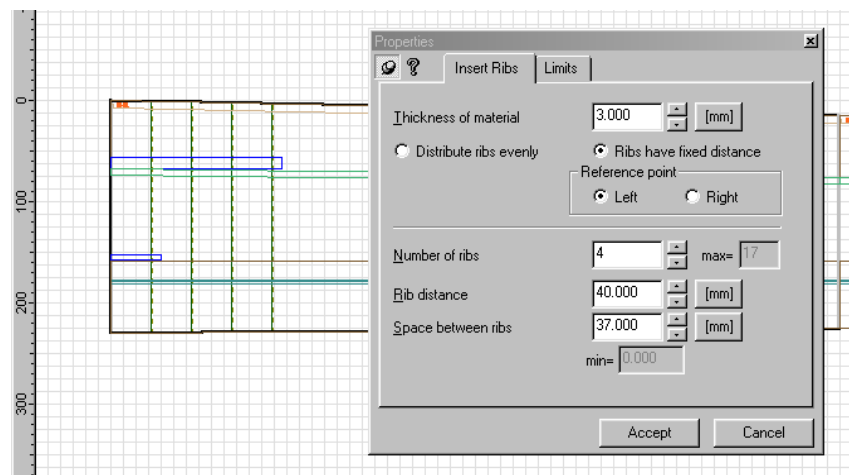 Properties
Insert Ribs Limits
Thickness of material 3.000 [mm]
Distribute ribs evenly Ribs have fixed distance
Reference point
Left Right
Number of ribs 4 max= 17
Rib distance 40.000 [mm]
Space between ribs 37.000 [mm]
min= 0.000
Accept Cancel
0
100
200
300